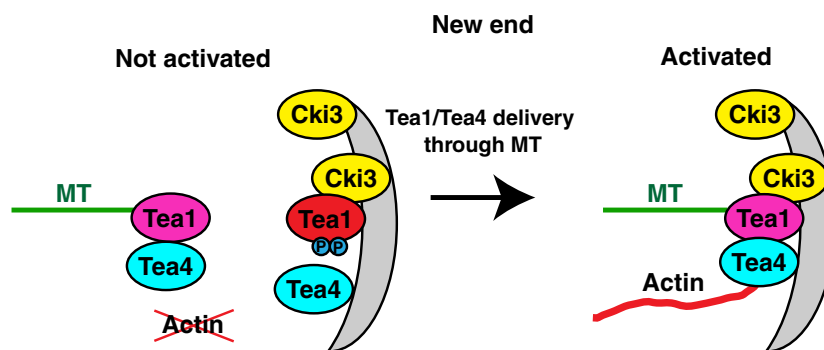 New end
Not activated
Activated
Cki3
Tea1/Tea4 delivery
through MT
Cki3
MT
Tea1
Tea4
Cki3
Tea1
P P
Tea4
Actin
Cki3
MT
Tea1
Tea4
Actin